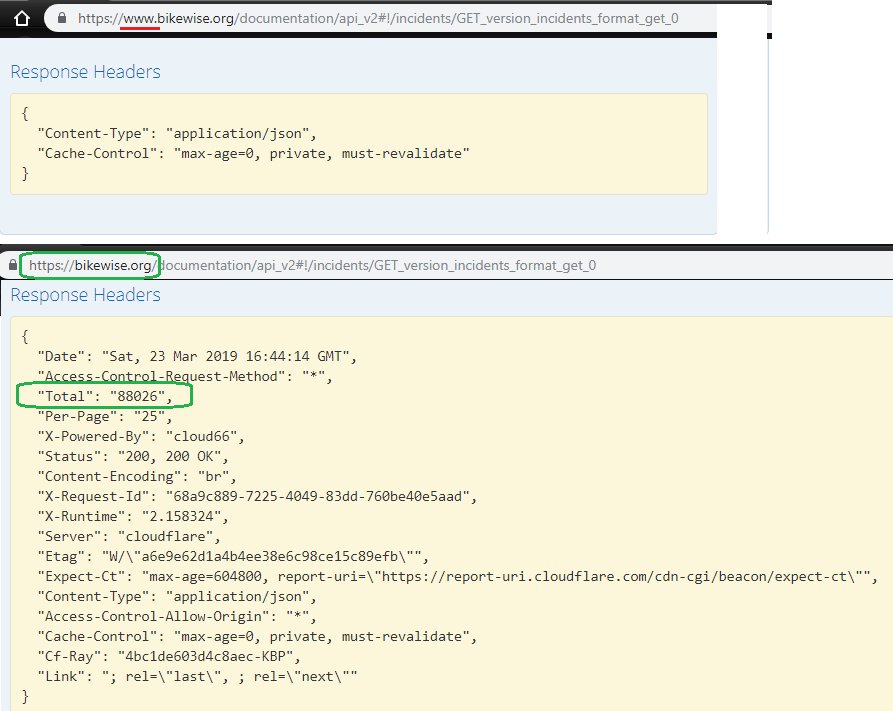 https://www.bikewise.org/documentation/api_v2#!/incidents/GET_version_incidents_format_get_0
Response Headers
{
"Content-Type": "application/json",
"Cache-Control": "max-age=0, private, must-revalidate"
}
https://bikewise.org/documentation/api_v2#!/incidents/GET_version_incidents_format_get_0
Response Headers
{
"Date": "Sat, 23 Mar 2019 16:44:14 GMT",
"Access-Control-Request-Method": "*",
"Total": "88026",
"Per-Page": "25",
"X-Powered-By": "cloud66",
"Status": "200, 200 OK",
"Content-Encoding": "br",
"X-Request-Id": "68a9c889-7225-4049-83dd-760be40e5aad",
"X-Runtime": "2.158324",
"Server": "cloudflare",
"Etag": "W/\"a6e9e62d1a4b4ee38e6c98ce15c89efb\"",
"Expect-Ct": "max-age=604800, report-uri=\"https://report-uri.cloudflare.com/cdn-cgi/beacon/expect-ct\"",
"Content-Type": "application/json",
"Access-Control-Allow-Origin": "*",
"Cache-Control": "max-age=0, private, must-revalidate",
"Cf-Ray": "4bc1de603d4c8aec-KBP",
"Link": "; rel=\"last\", ; rel=\"next\""
}